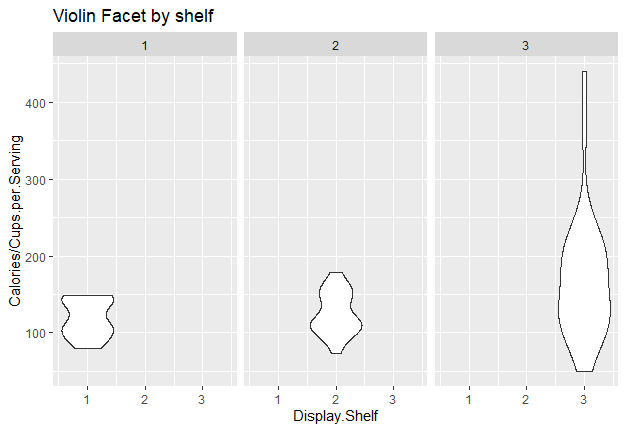 Violin Facet by shelf
1 2 3
Calories/Cups.per.Serving
400
300
200
100
1 2 3 1 2 3 1 2 3
Display.Shelf